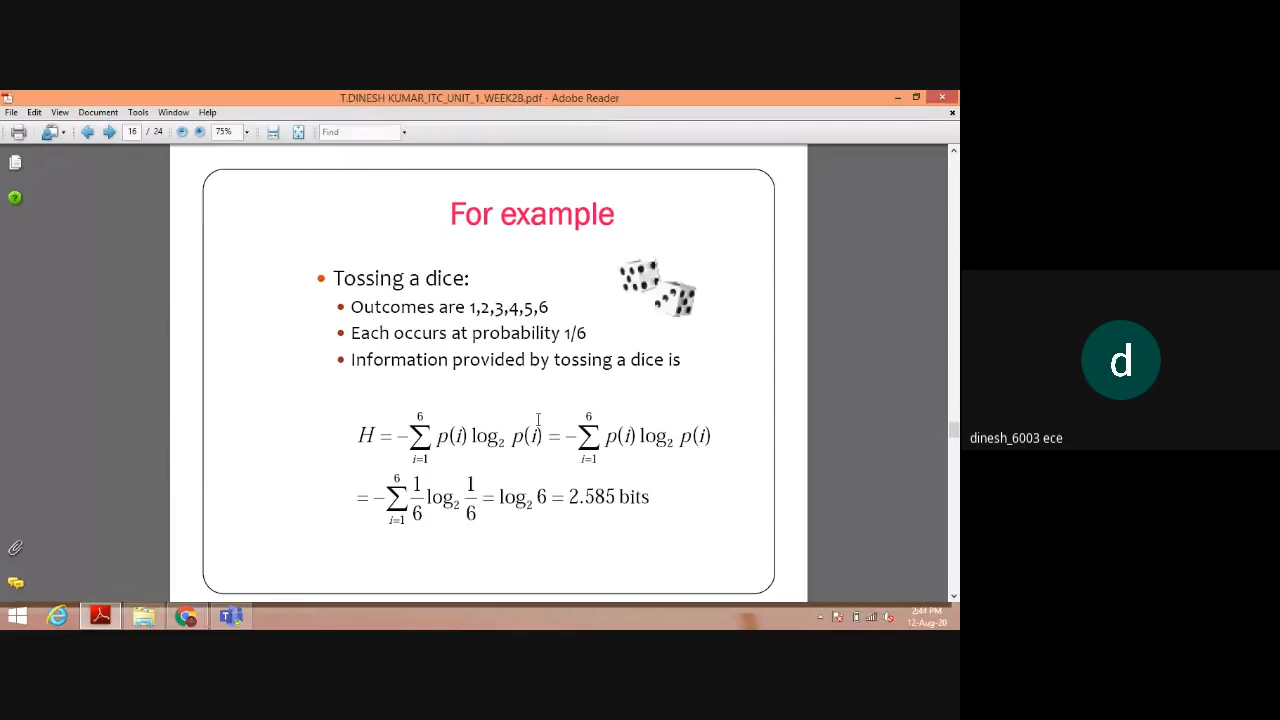 T.DINESH KUMAR_ITC_UNIT_1_WEEK2B.pdf - Adobe Reader
File Edit View Document Tools Window Help
16 / 24 75% Find
For example
• Tossing a dice:
• Outcomes are 1,2,3,4,5,6
• Each occurs at probability 1/6
• Information provided by tossing a dice is
H = −∑_{i=1}^{6} p(i) log₂ p(i) = −∑_{i=1}^{6} p(i) log₂ p(i)
= −∑_{i=1}^{6} 1/6 log₂ 1/6 = log₂ 6 = 2.585 bits
d
dinesh_6003 ece
2:44 PM
12-Aug-20